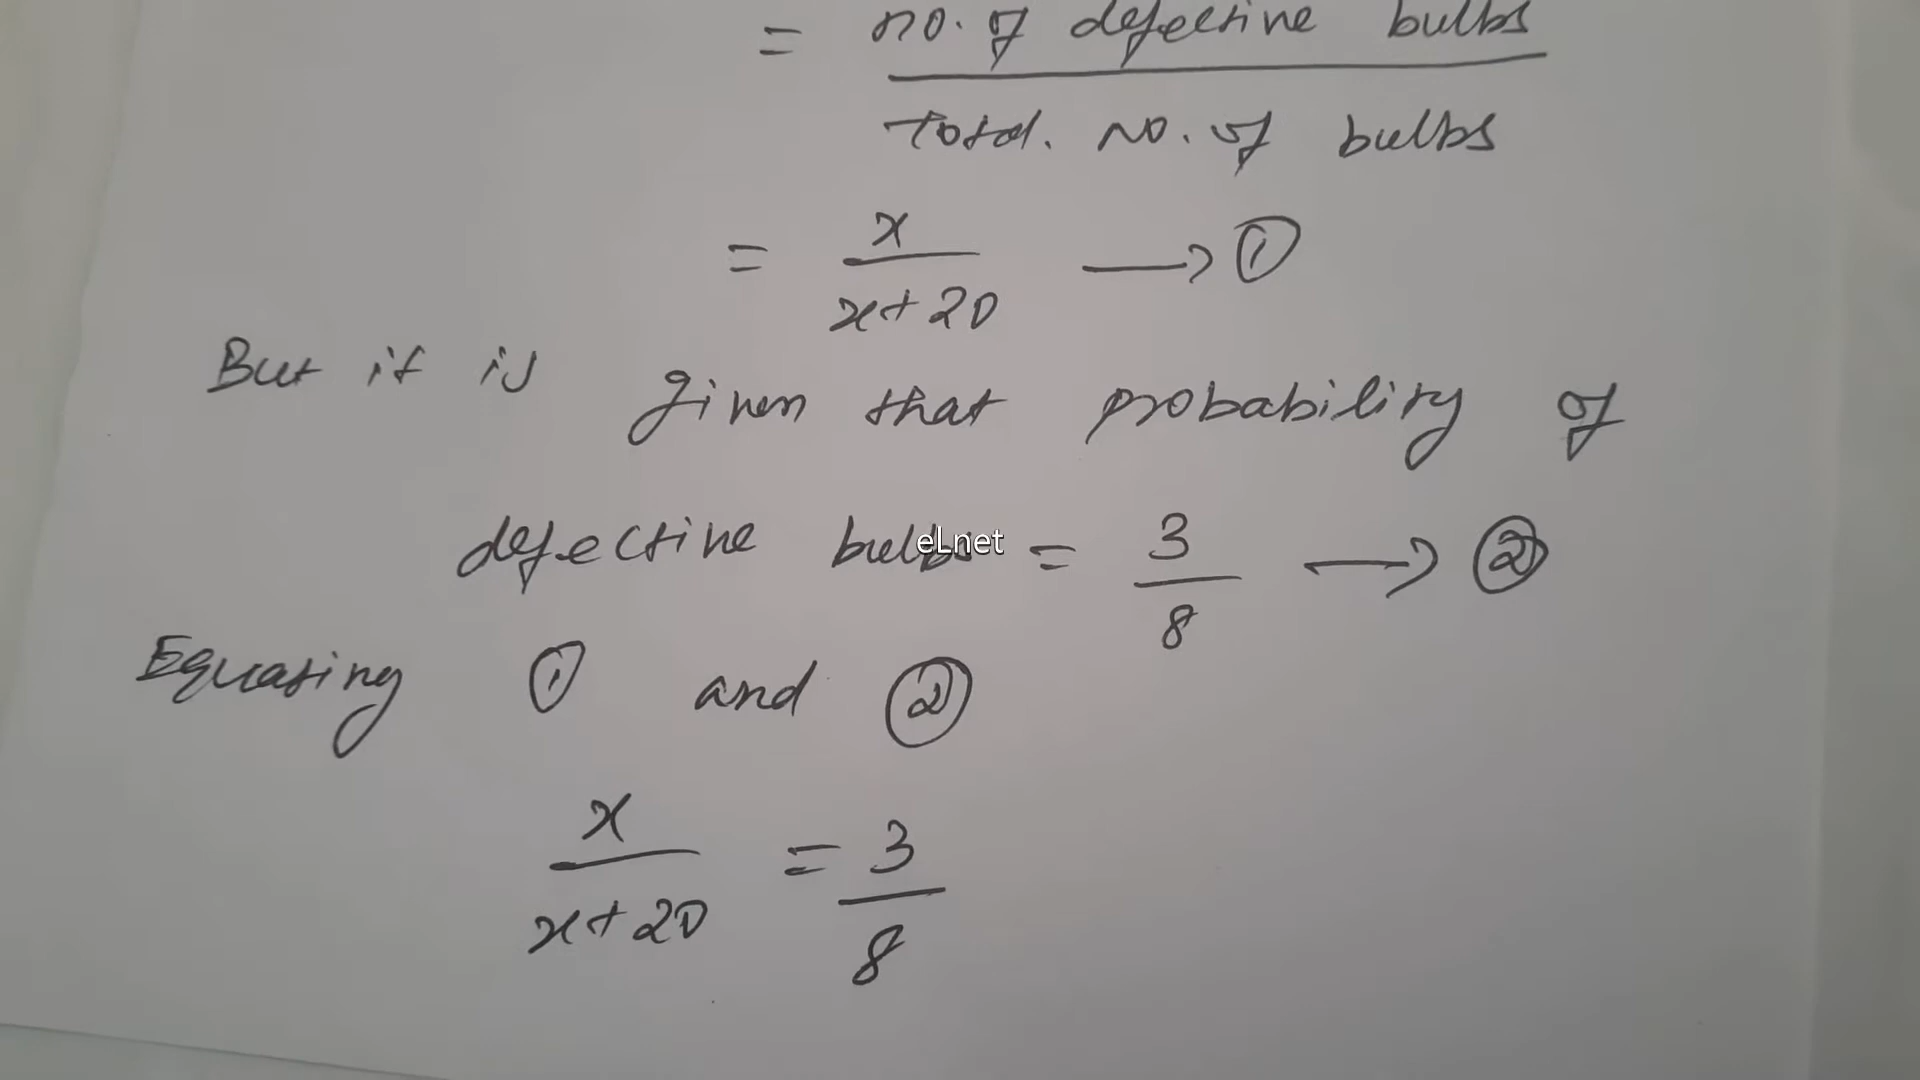 = no. of defective bulbs
Total. No. of bulbs
= x
x+20 → ①
But it is given that probability of
defective bulbs = 3/8 → ②
eLnet
Equating ① and ②
x/x+20 = 3/8